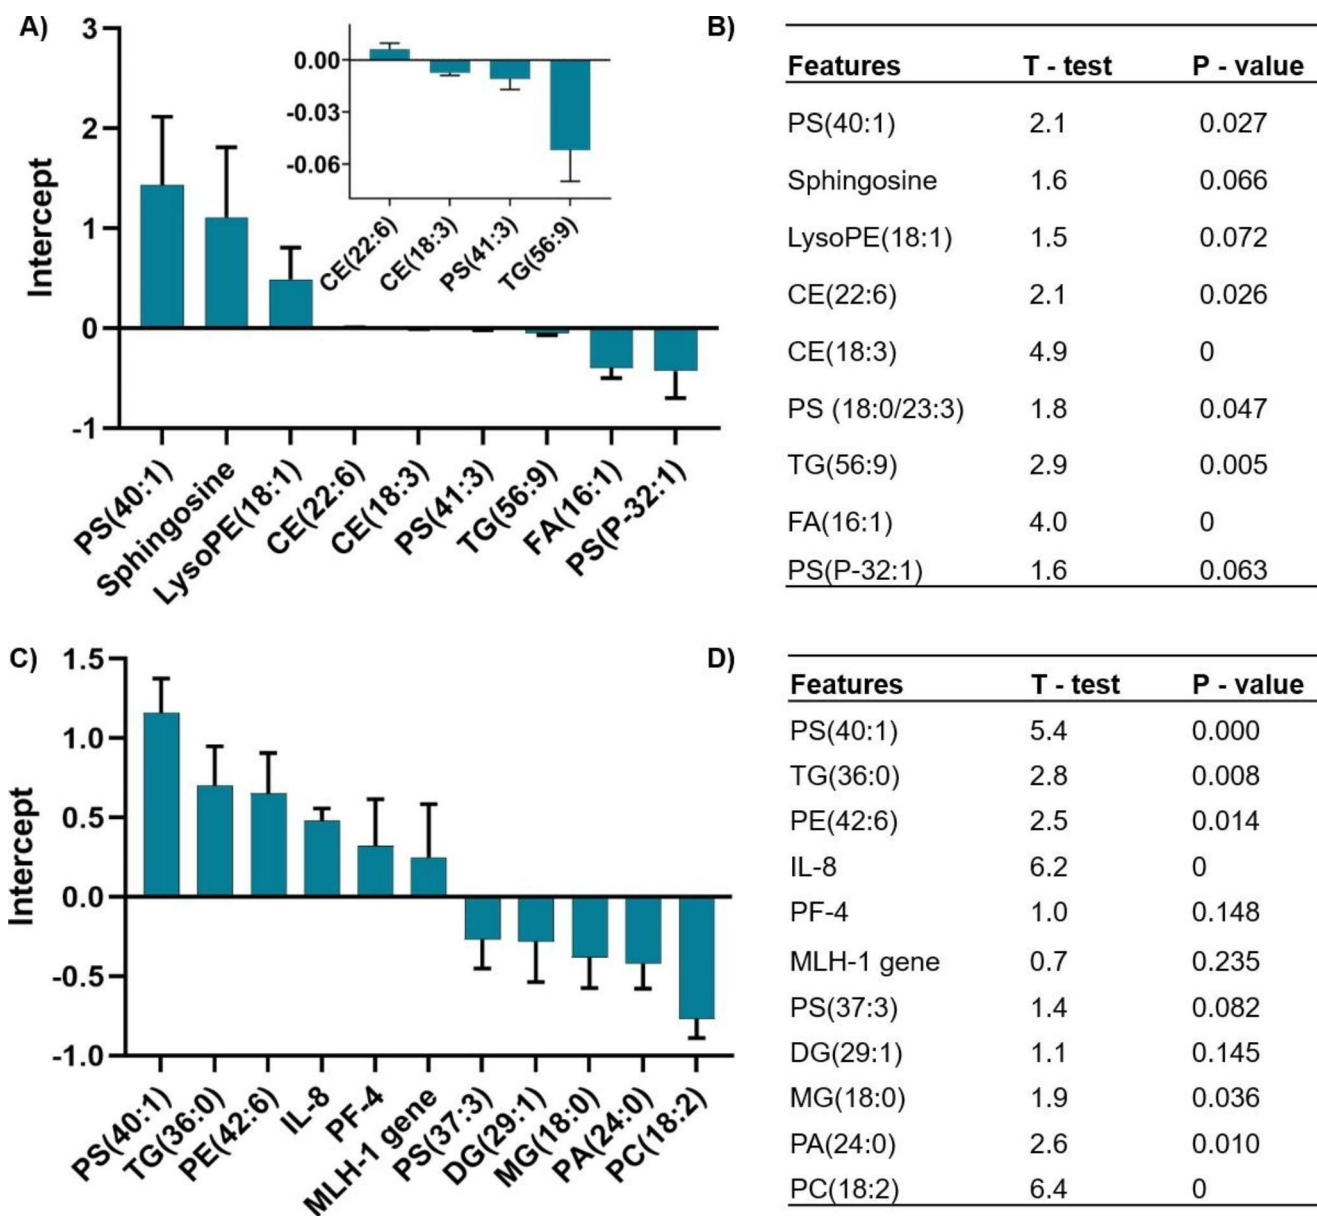 A)
3
2
1
0
-1
Intercept
0.00
-0.03
-0.06
CE(22:6)
CE(18:3)
PS(41:3)
TG(56:9)
PS(40:1)
Sphingosine
LysoPE(18:1)
CE(22:6)
CE(18:3)
PS(41:3)
TG(56:9)
FA(16:1)
PS(P-32:1)
B)
Features T - test P - value
PS(40:1) 2.1 0.027
Sphingosine 1.6 0.066
LysoPE(18:1) 1.5 0.072
CE(22:6) 2.1 0.026
CE(18:3) 4.9 0
PS (18:0/23:3) 1.8 0.047
TG(56:9) 2.9 0.005
FA(16:1) 4.0 0
PS(P-32:1) 1.6 0.063
C)
1.5
1.0
0.5
0.0
-0.5
-1.0
Intercept
PS(40:1)
TG(36:0)
PE(42:6)
IL-8
PF-4
MLH-1 gene
PS(37:3)
DG(29:1)
MG(18:0)
PA(24:0)
PC(18:2)
D)
Features T - test P - value
PS(40:1) 5.4 0.000
TG(36:0) 2.8 0.008
PE(42:6) 2.5 0.014
IL-8 6.2 0
PF-4 1.0 0.148
MLH-1 gene 0.7 0.235
PS(37:3) 1.4 0.082
DG(29:1) 1.1 0.145
MG(18:0) 1.9 0.036
PA(24:0) 2.6 0.010
PC(18:2) 6.4 0